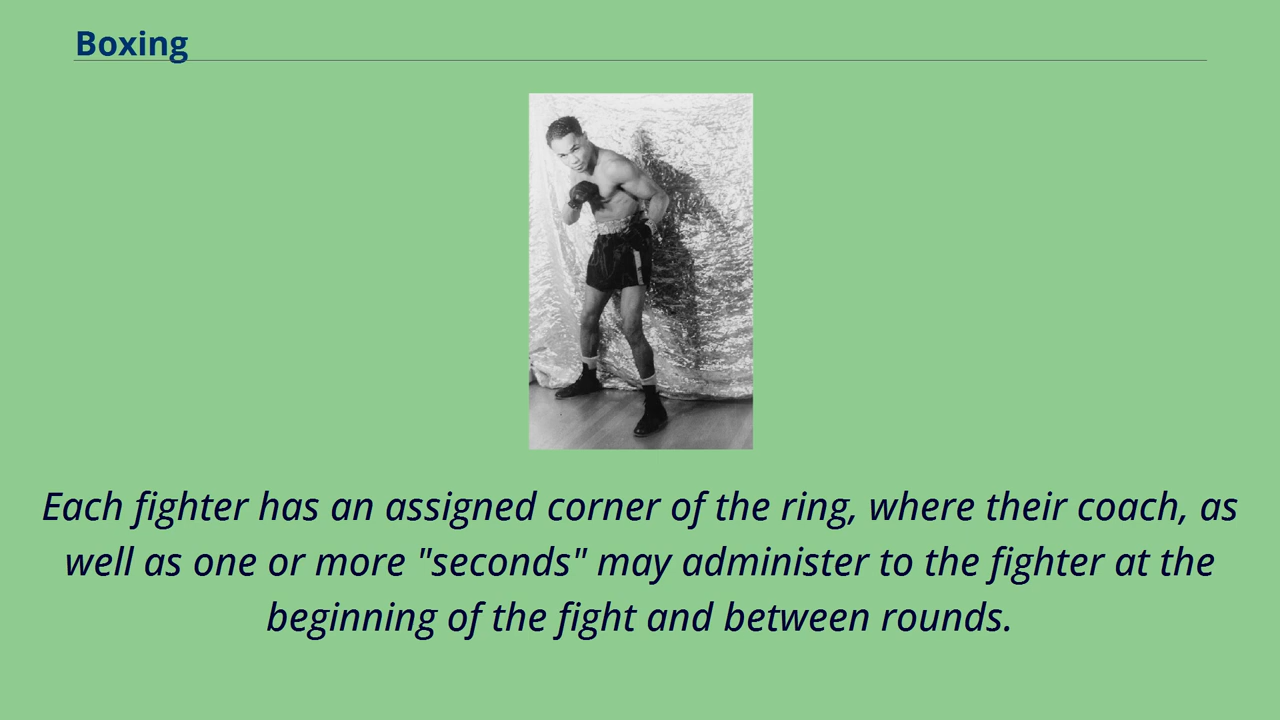 Boxing
Each fighter has an assigned corner of the ring, where their coach, as
well as one or more "seconds" may administer to the fighter at the
beginning of the fight and between rounds.